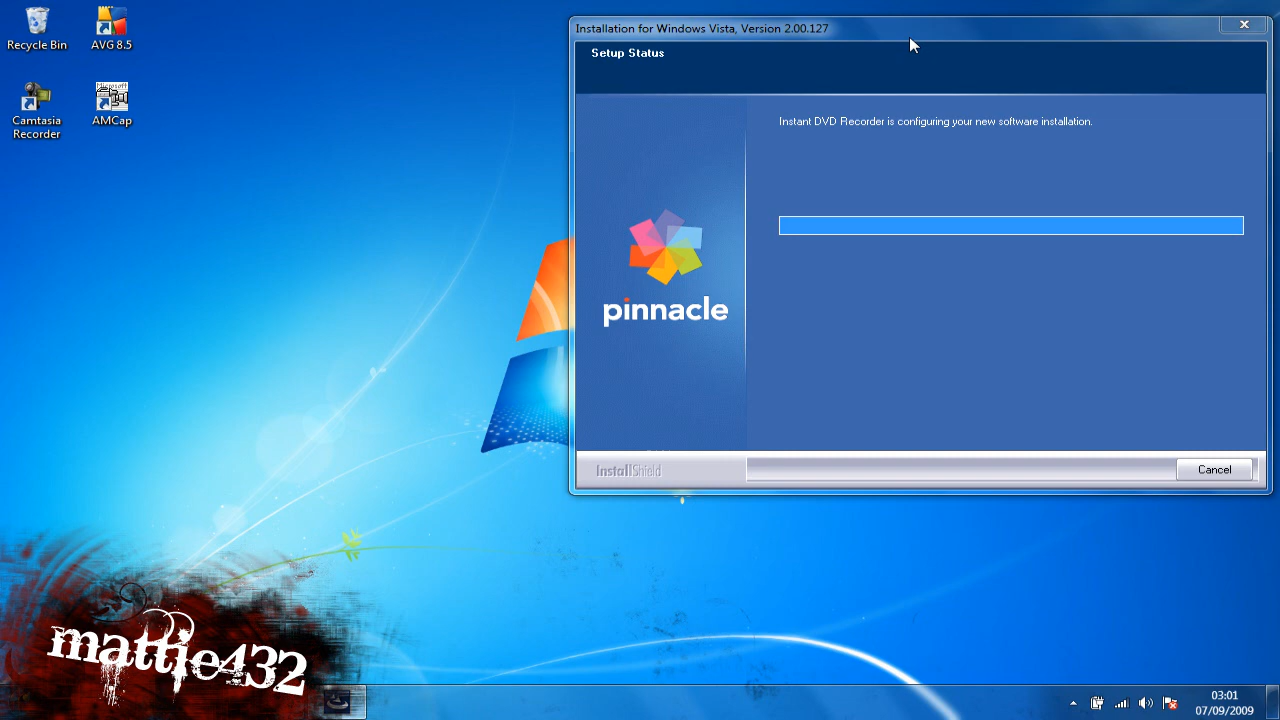 Recycle Bin
AVG 8.5
Camtasia
Recorder
Microsoft
AMCap
Installation for Windows Vista, Version 2.00.127
Setup Status
Instant DVD Recorder is configuring your new software installation.
pinnacle
InstallShield
Cancel
mattie432
03:01
07/09/2009